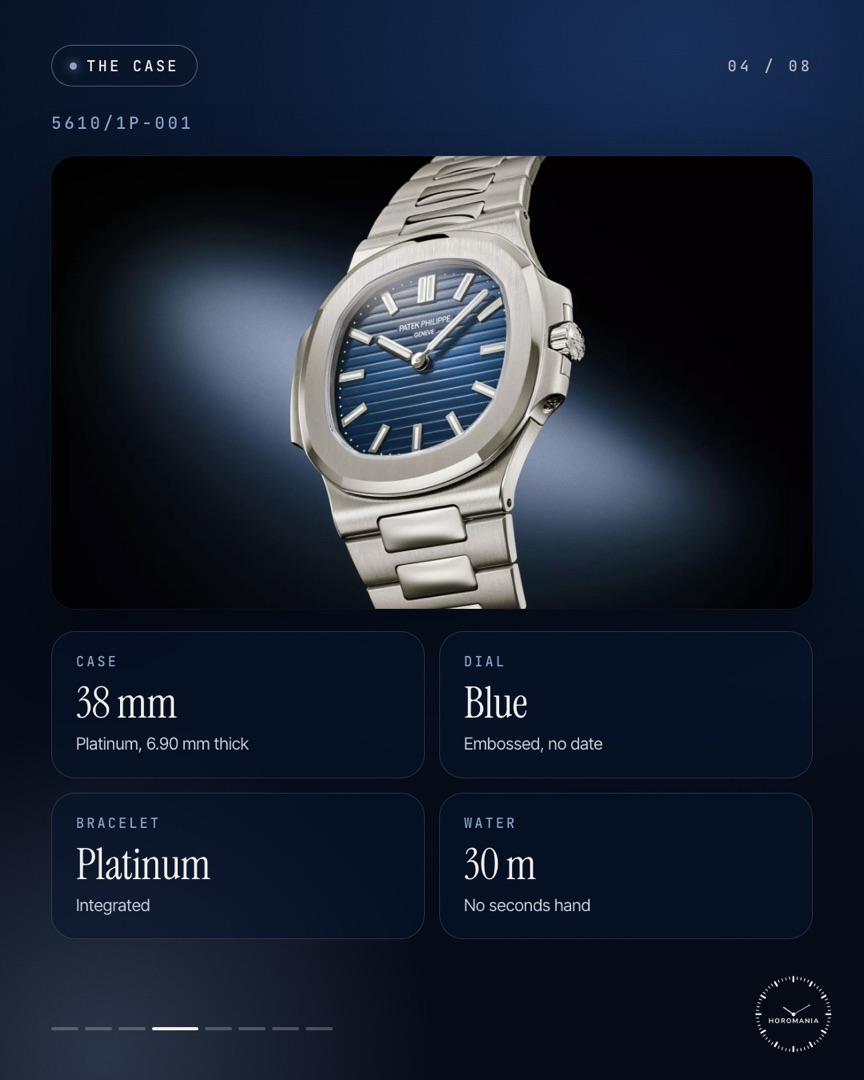 THE CASE
04 / 08
5610/1P-001
PATEK PHILIPPE
GENEVE
CASE
38 mm
Platinum, 6.90 mm thick
DIAL
Blue
Embossed, no date
BRACELET
Platinum
Integrated
WATER
30 m
No seconds hand
HOROMANIA